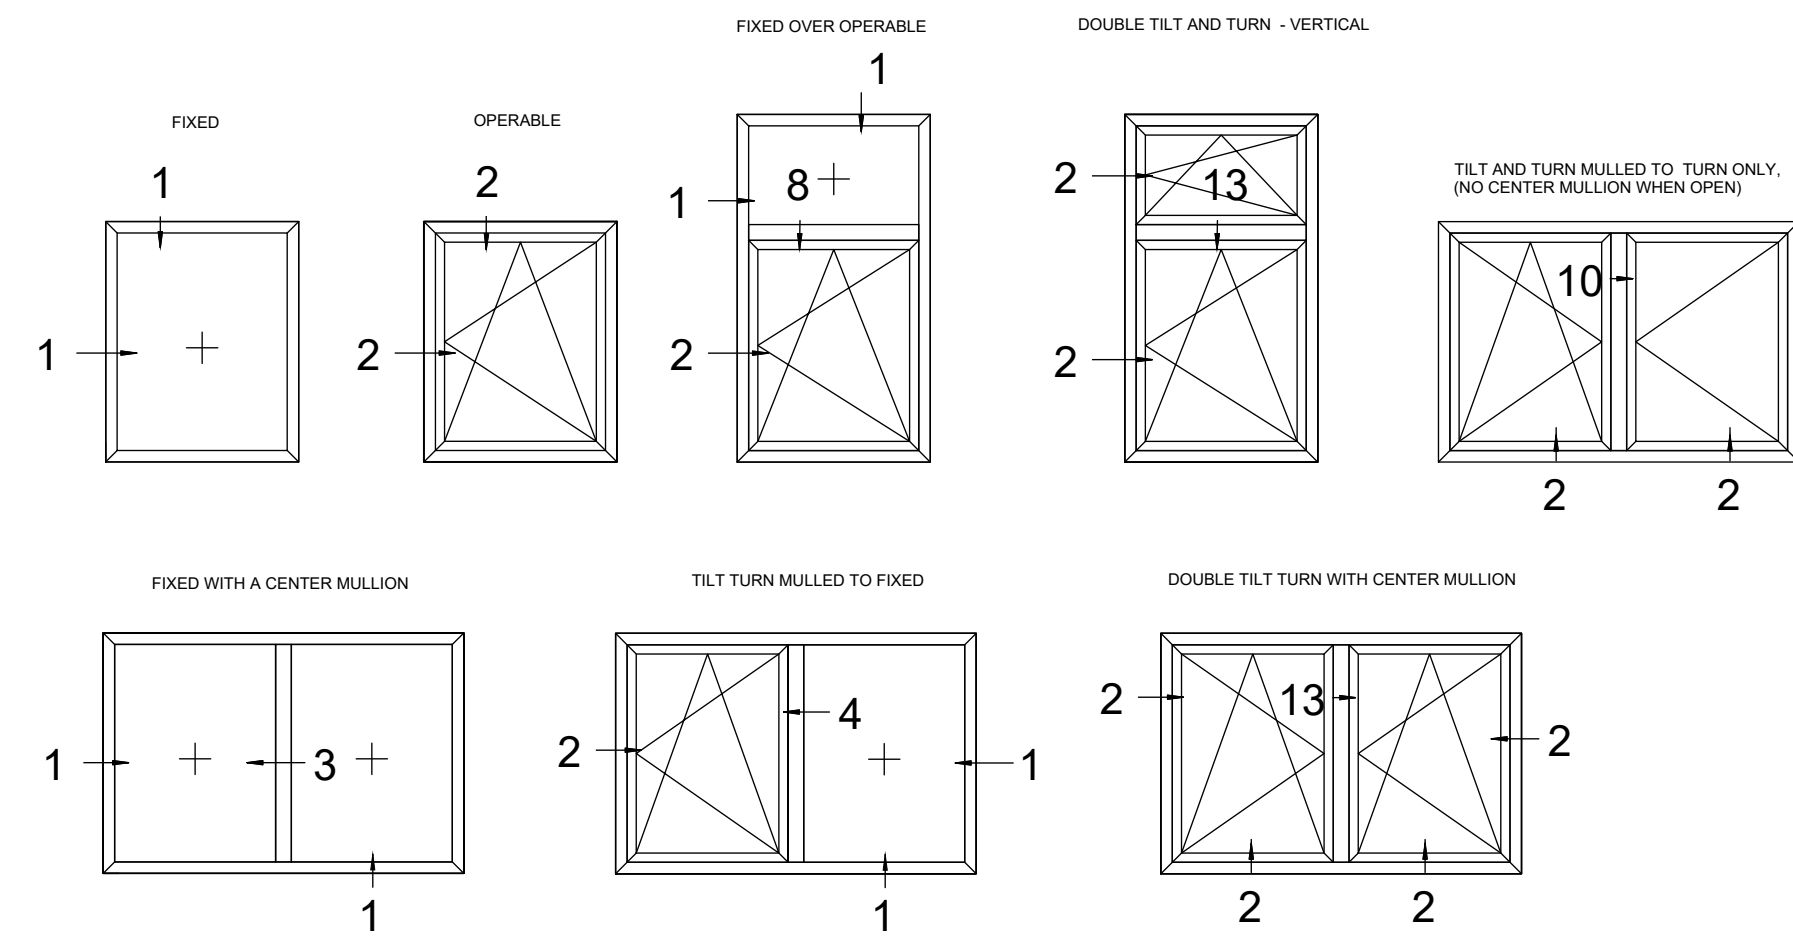 FIXED OVER OPERABLE
DOUBLE TILT AND TURN - VERTICAL
1
FIXED
OPERABLE
1
2
8
1
2
13
TILT AND TURN MULLED TO TURN ONLY,
(NO CENTER MULLION WHEN OPEN)
10
1
2
2
2
2
2
FIXED WITH A CENTER MULLION
TILT TURN MULLED TO FIXED
DOUBLE TILT TURN WITH CENTER MULLION
1
3
2
4
1
2
13
2
1
1
2
2